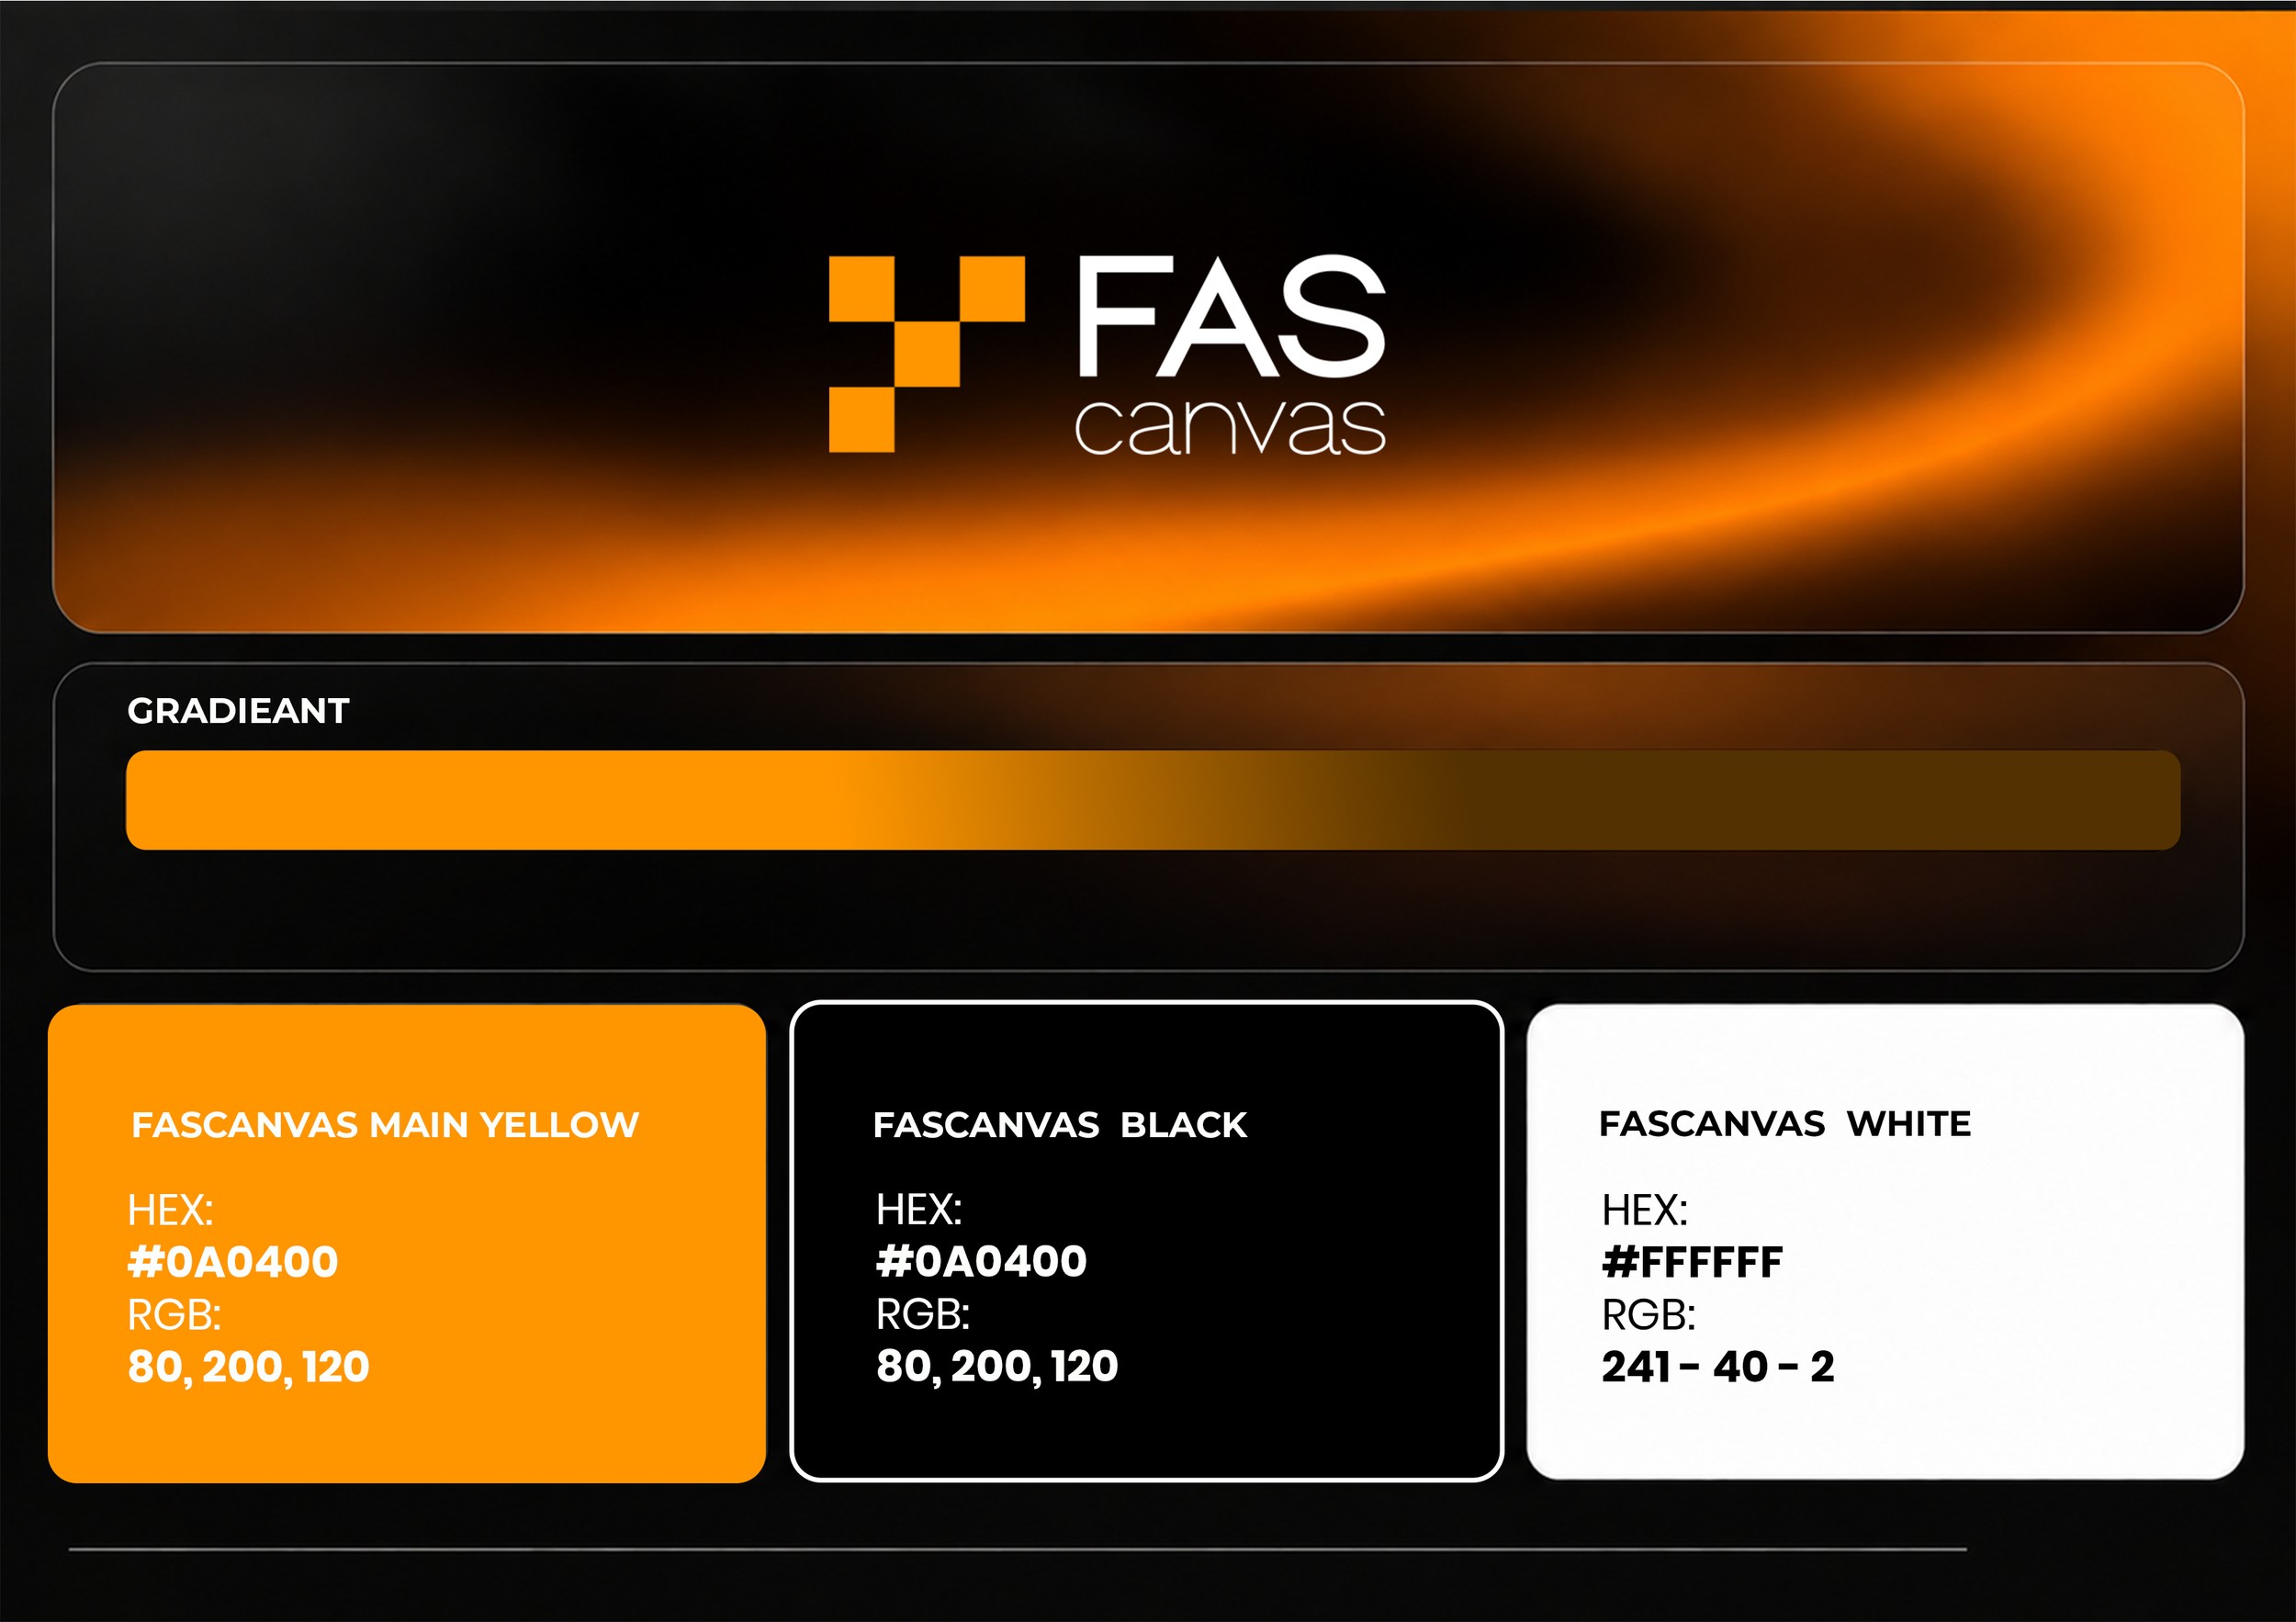 FAS
canvas
GRADIEANT
FASCANVAS MAIN YELLOW
HEX:
#0A0400
RGB:
80, 200, 120
FASCANVAS BLACK
HEX:
#0A0400
RGB:
80, 200, 120
FASCANVAS WHITE
HEX:
#FFFFFF
RGB:
241 - 40 - 2